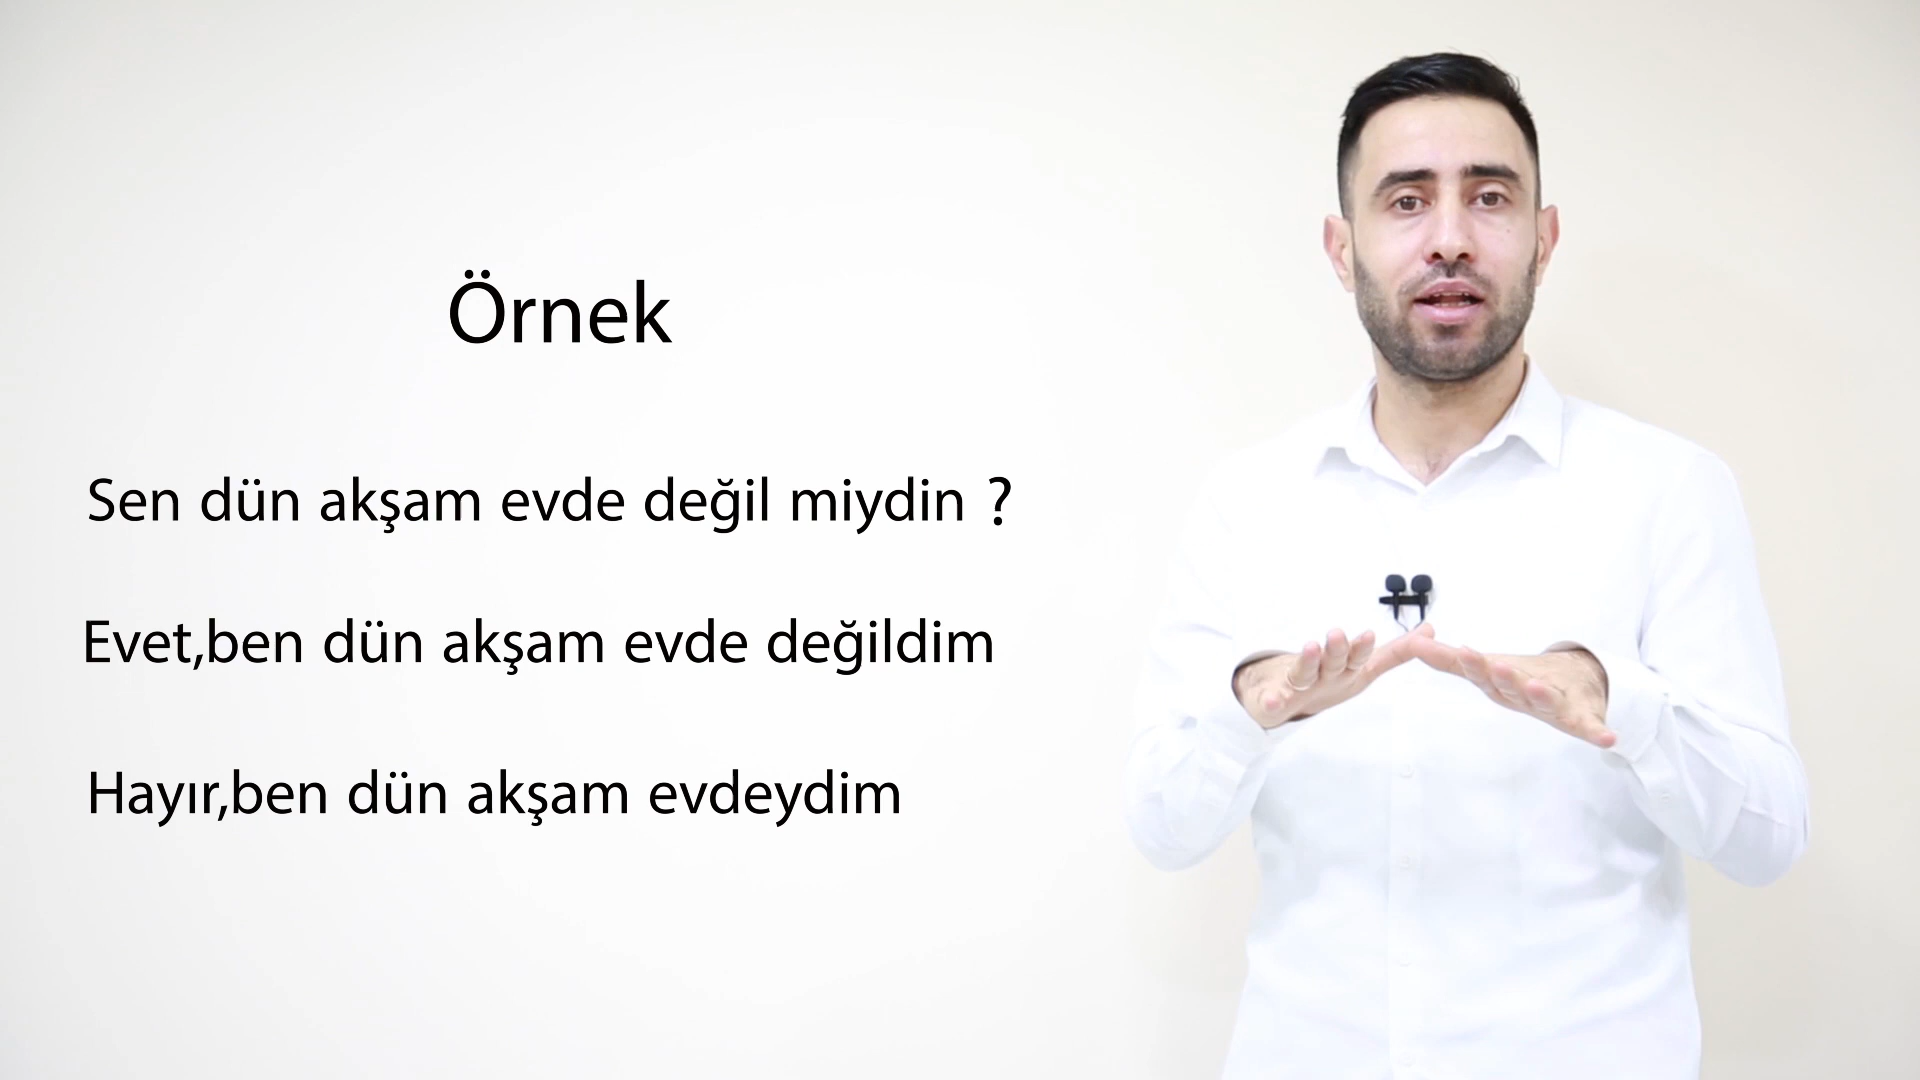 Örnek
Sen dün akşam evde değil miydin ?
Evet,ben dün akşam evde değildim
Hayır,ben dün akşam evdeydim